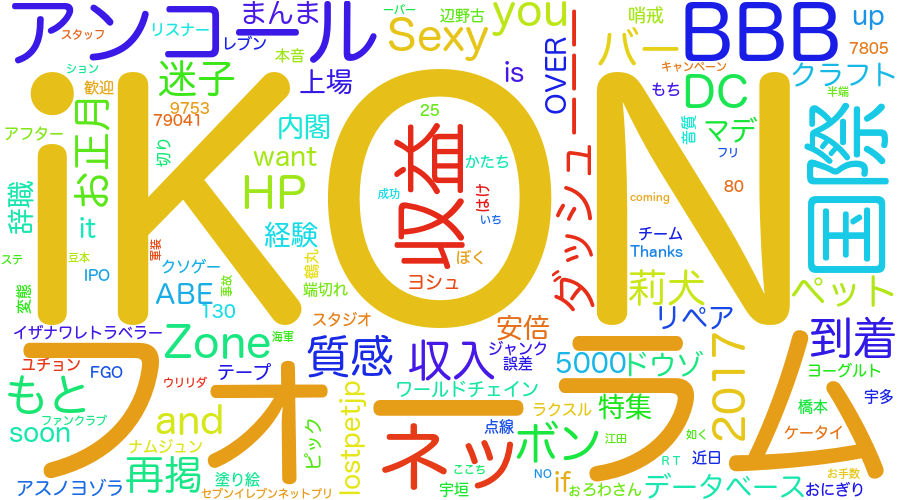 アンコール
まんま
ーパー
辺野古
you
哨戒
BBB
up
スタッフ
リスナー
レブン
Sexy
バー
7805
ション
本音
is
OVER
キャンペーン
クラフト
歓迎
迷子
上場
もち
DC
半端
アフター
お正月
9753
79041
25
音質
マデ
国際
切り
内閣
want
収益
かたち
フリ
iKON
辞職
HP
成功
はけ
80
coming
it
経験
いち
ダッシュ
チーム
Thanks
ステ
豆本
軍装
クソゲー
鶴丸
ぼく
IPO
ヨシュ
変態
ABE
事故
端切れ
莉犬
ペット
130
イザナワレトラベラー
スタジオ
安倍
リペア
到着
Zone
海軍
質感
収入
ジャンク
誤差
2017
ユチョン
FGO
ウリリダ
テープ
5000
ドウゾ
ヨーグルト
フォーラム
もと
ワールドチェイン
宇多
ファンクラブ
and
lostpetjp
ラクスル
特集
橋本
soon
ナムジュン
ピック
ネッ
点線
ボン
江田
如く
ケータイ
再掲
塗り絵
ここち
RT
近日
お手数
アスノヨゾラ
セブンイレブンネットプリ
宇垣
NO
if
おろわさん
データベース
おにぎり